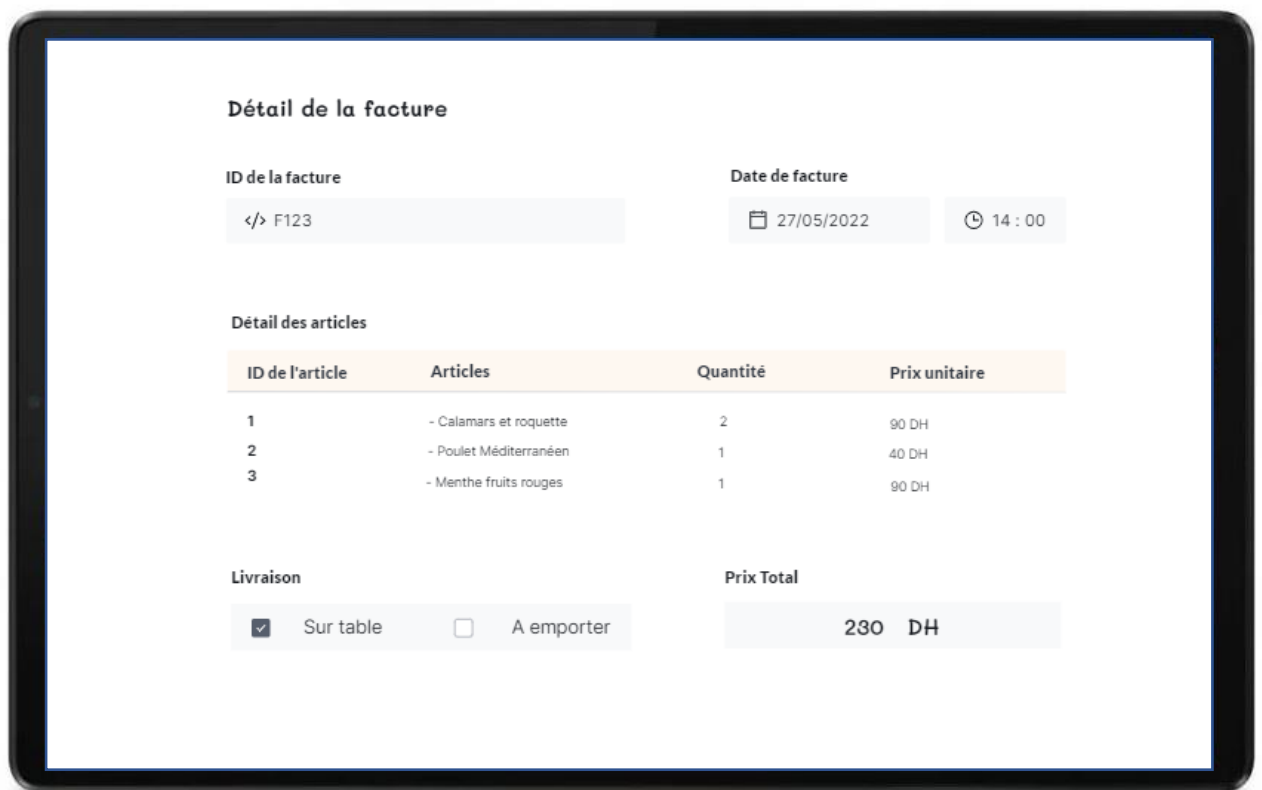 Détail de la facture
ID de la facture
Date de facture
</> F123
27/05/2022
14 : 00
Détail des articles
ID de l'article Articles Quantité Prix unitaire
1 - Calamars et roquette 2 90 DH
2 - Poulet Méditerranéen 1 40 DH
3 - Menthe fruits rouges 1 90 DH
Livraison
Prix Total
Sur table A emporter
230 DH